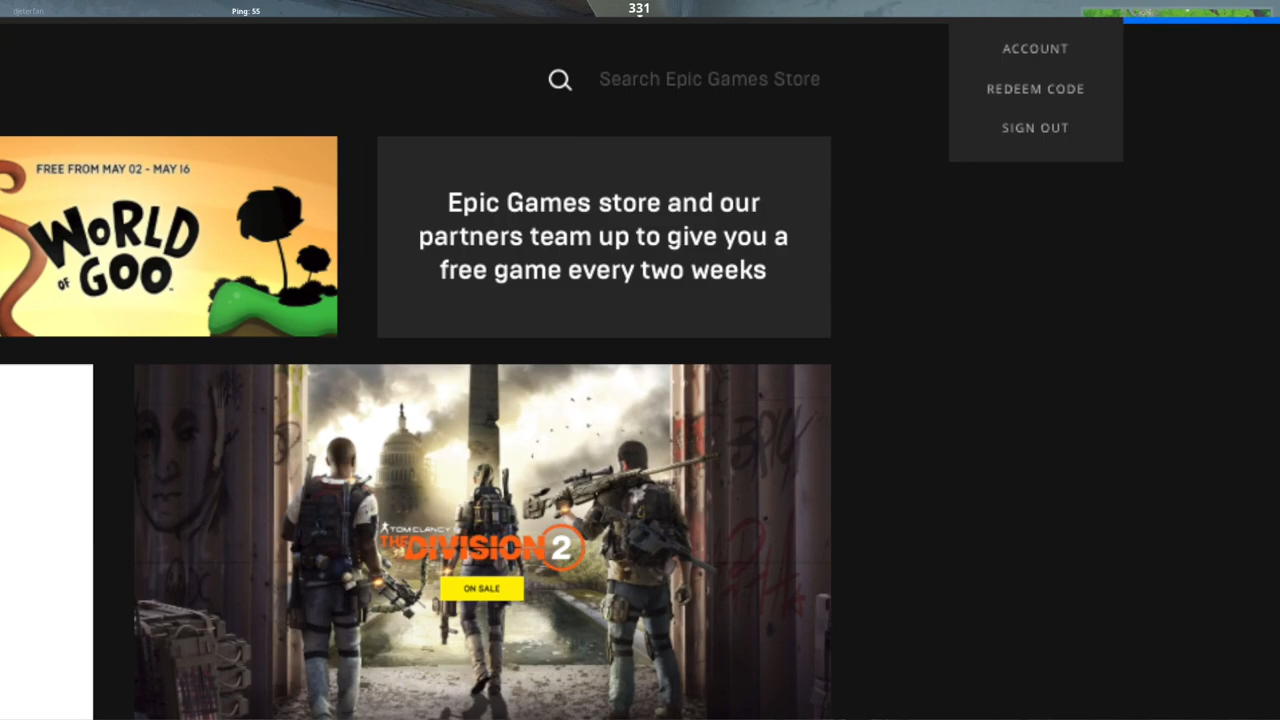 djeterfan
Ping: 55
331
ACCOUNT
REDEEM CODE
SIGN OUT
Search Epic Games Store
FREE FROM MAY 02 - MAY 16
WORLD
OF GOO
Epic Games store and our
partners team up to give you a
free game every two weeks
TOM CLANCY'S
THE DIVISION 2
ON SALE